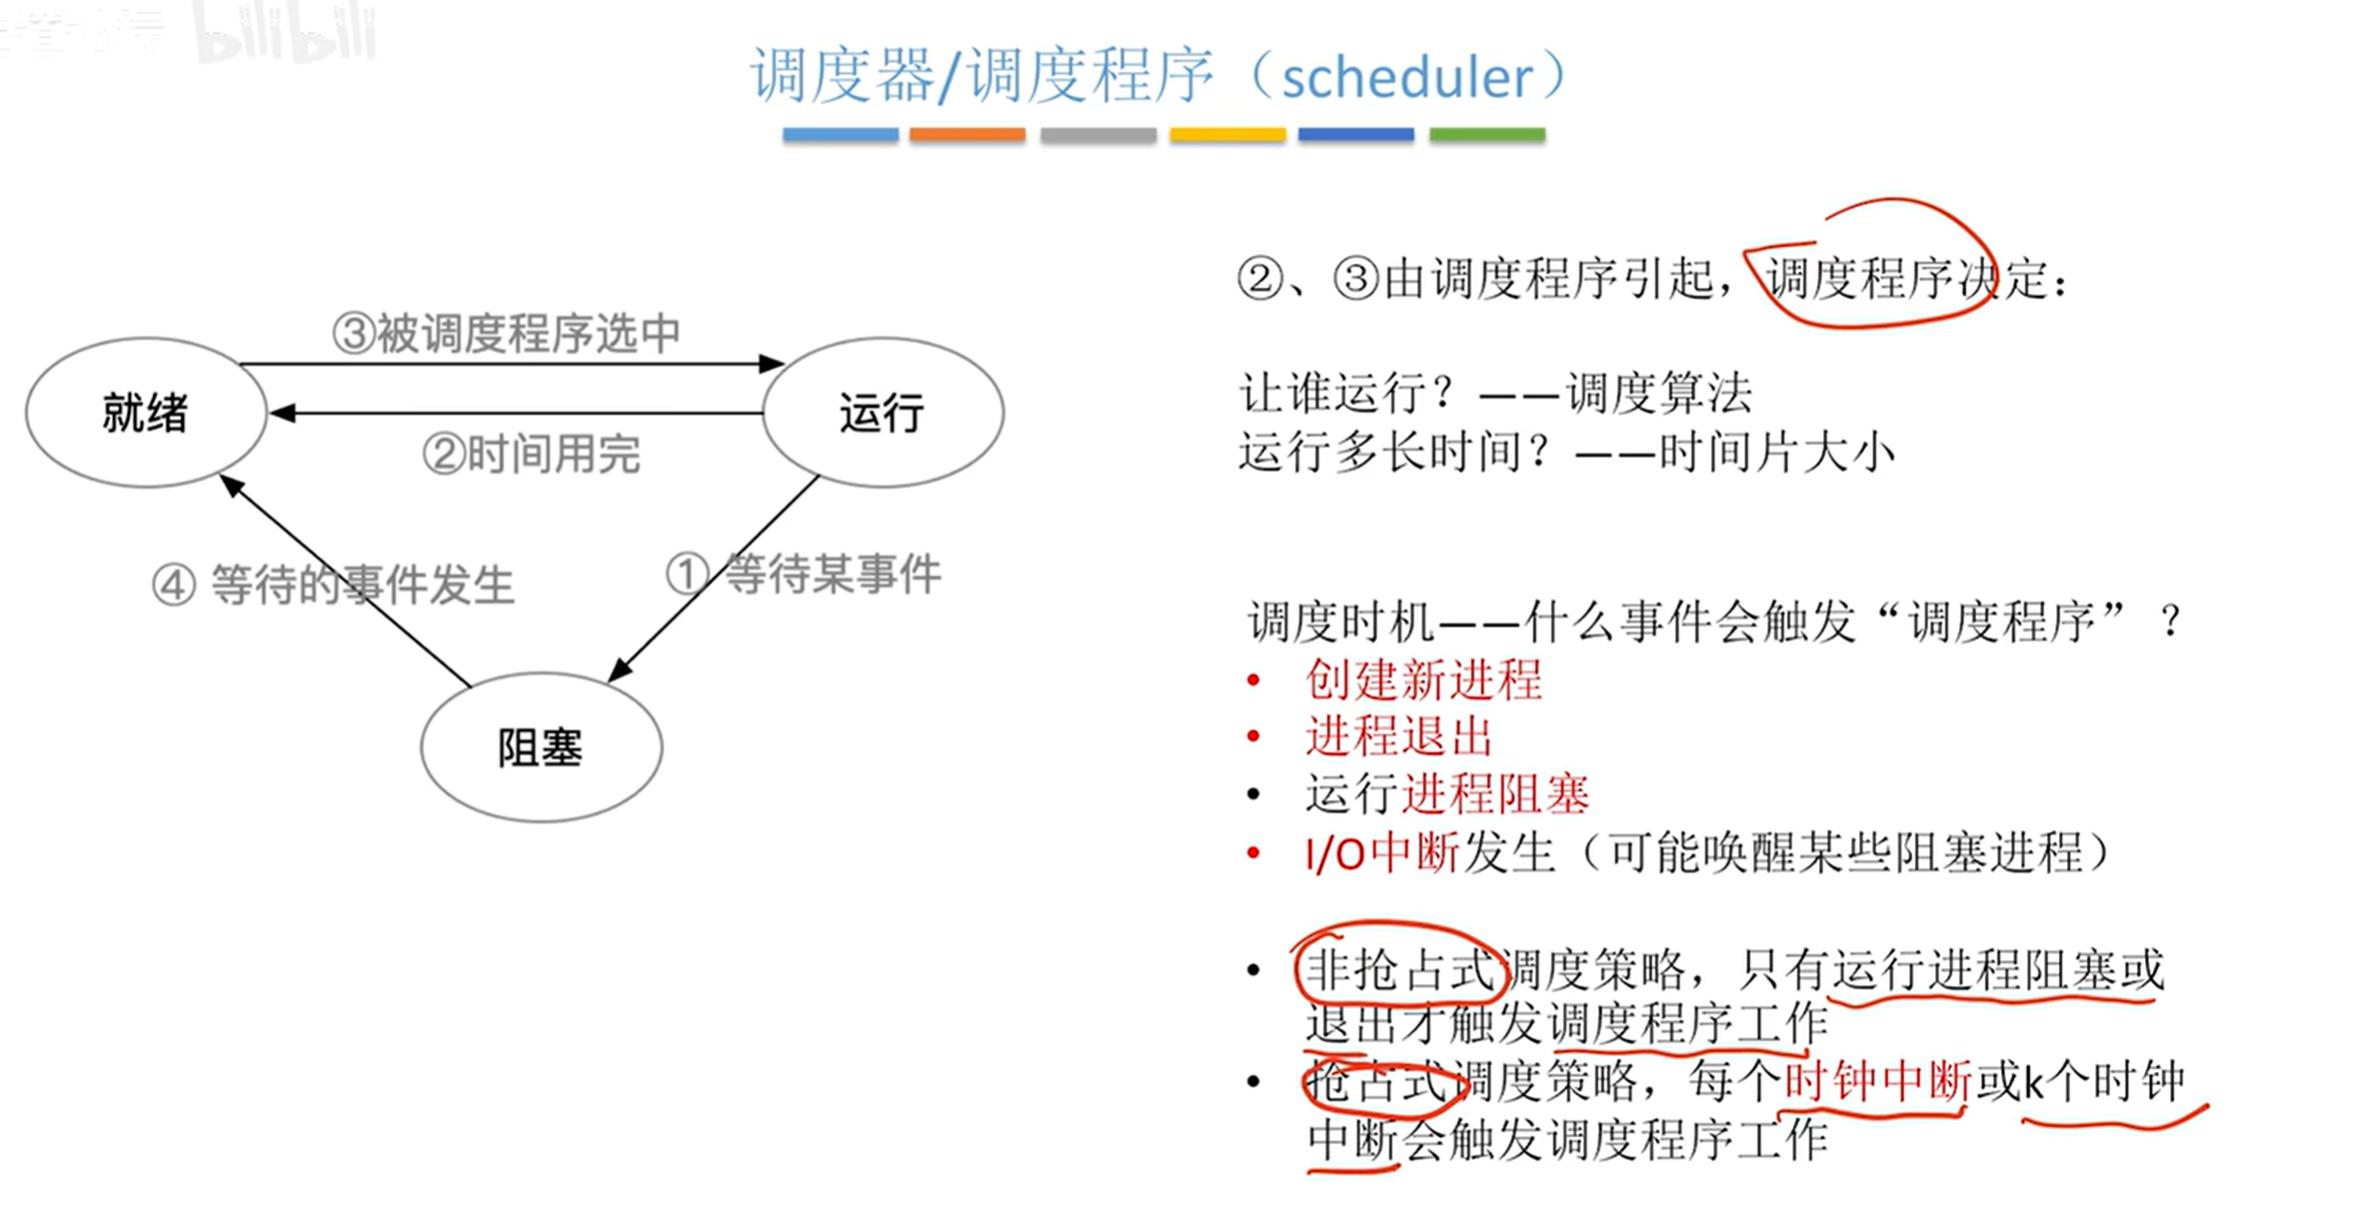 bilibili
调度器/调度程序（scheduler）
②、③由调度程序引起，调度程序决定：
让谁运行？——调度算法
运行多长时间？——时间片大小
③被调度程序选中
就绪
运行
②时间用完
④ 等待的事件发生
① 等待某事件
阻塞
调度时机——什么事件会触发“调度程序”？
• 创建新进程
• 进程退出
• 运行进程阻塞
• I/O中断发生（可能唤醒某些阻塞进程）
• 非抢占式调度策略，只有运行进程阻塞或
退出才触发调度程序工作
• 抢占式调度策略，每个时钟中断或k个时钟
中断会触发调度程序工作